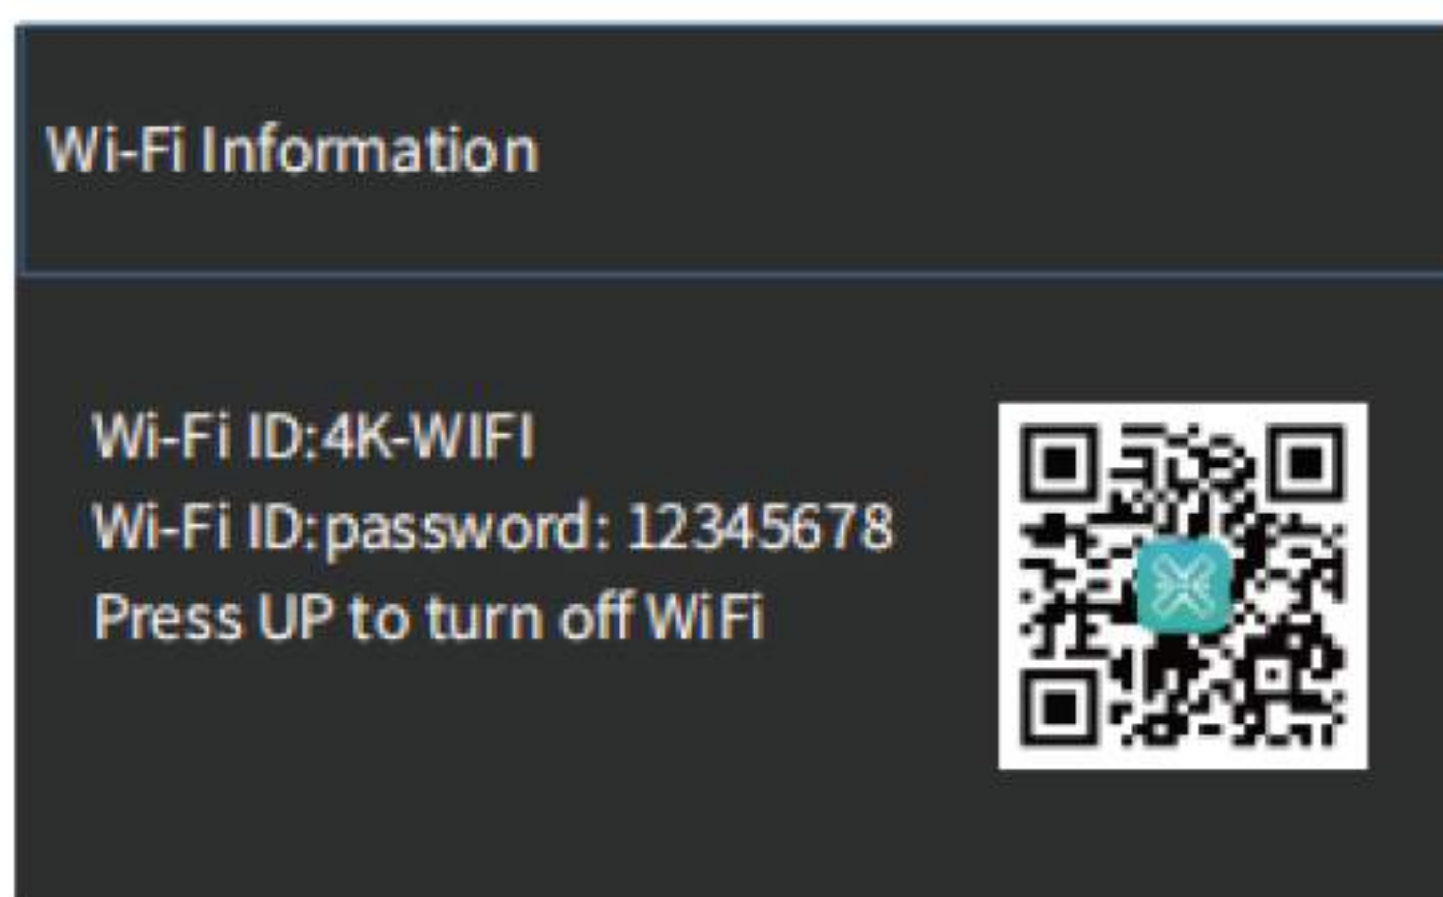 Wi-Fi Information
Wi-Fi ID:4K-WIFI
Wi-Fi ID:password: 12345678
Press UP to turn off WiFi